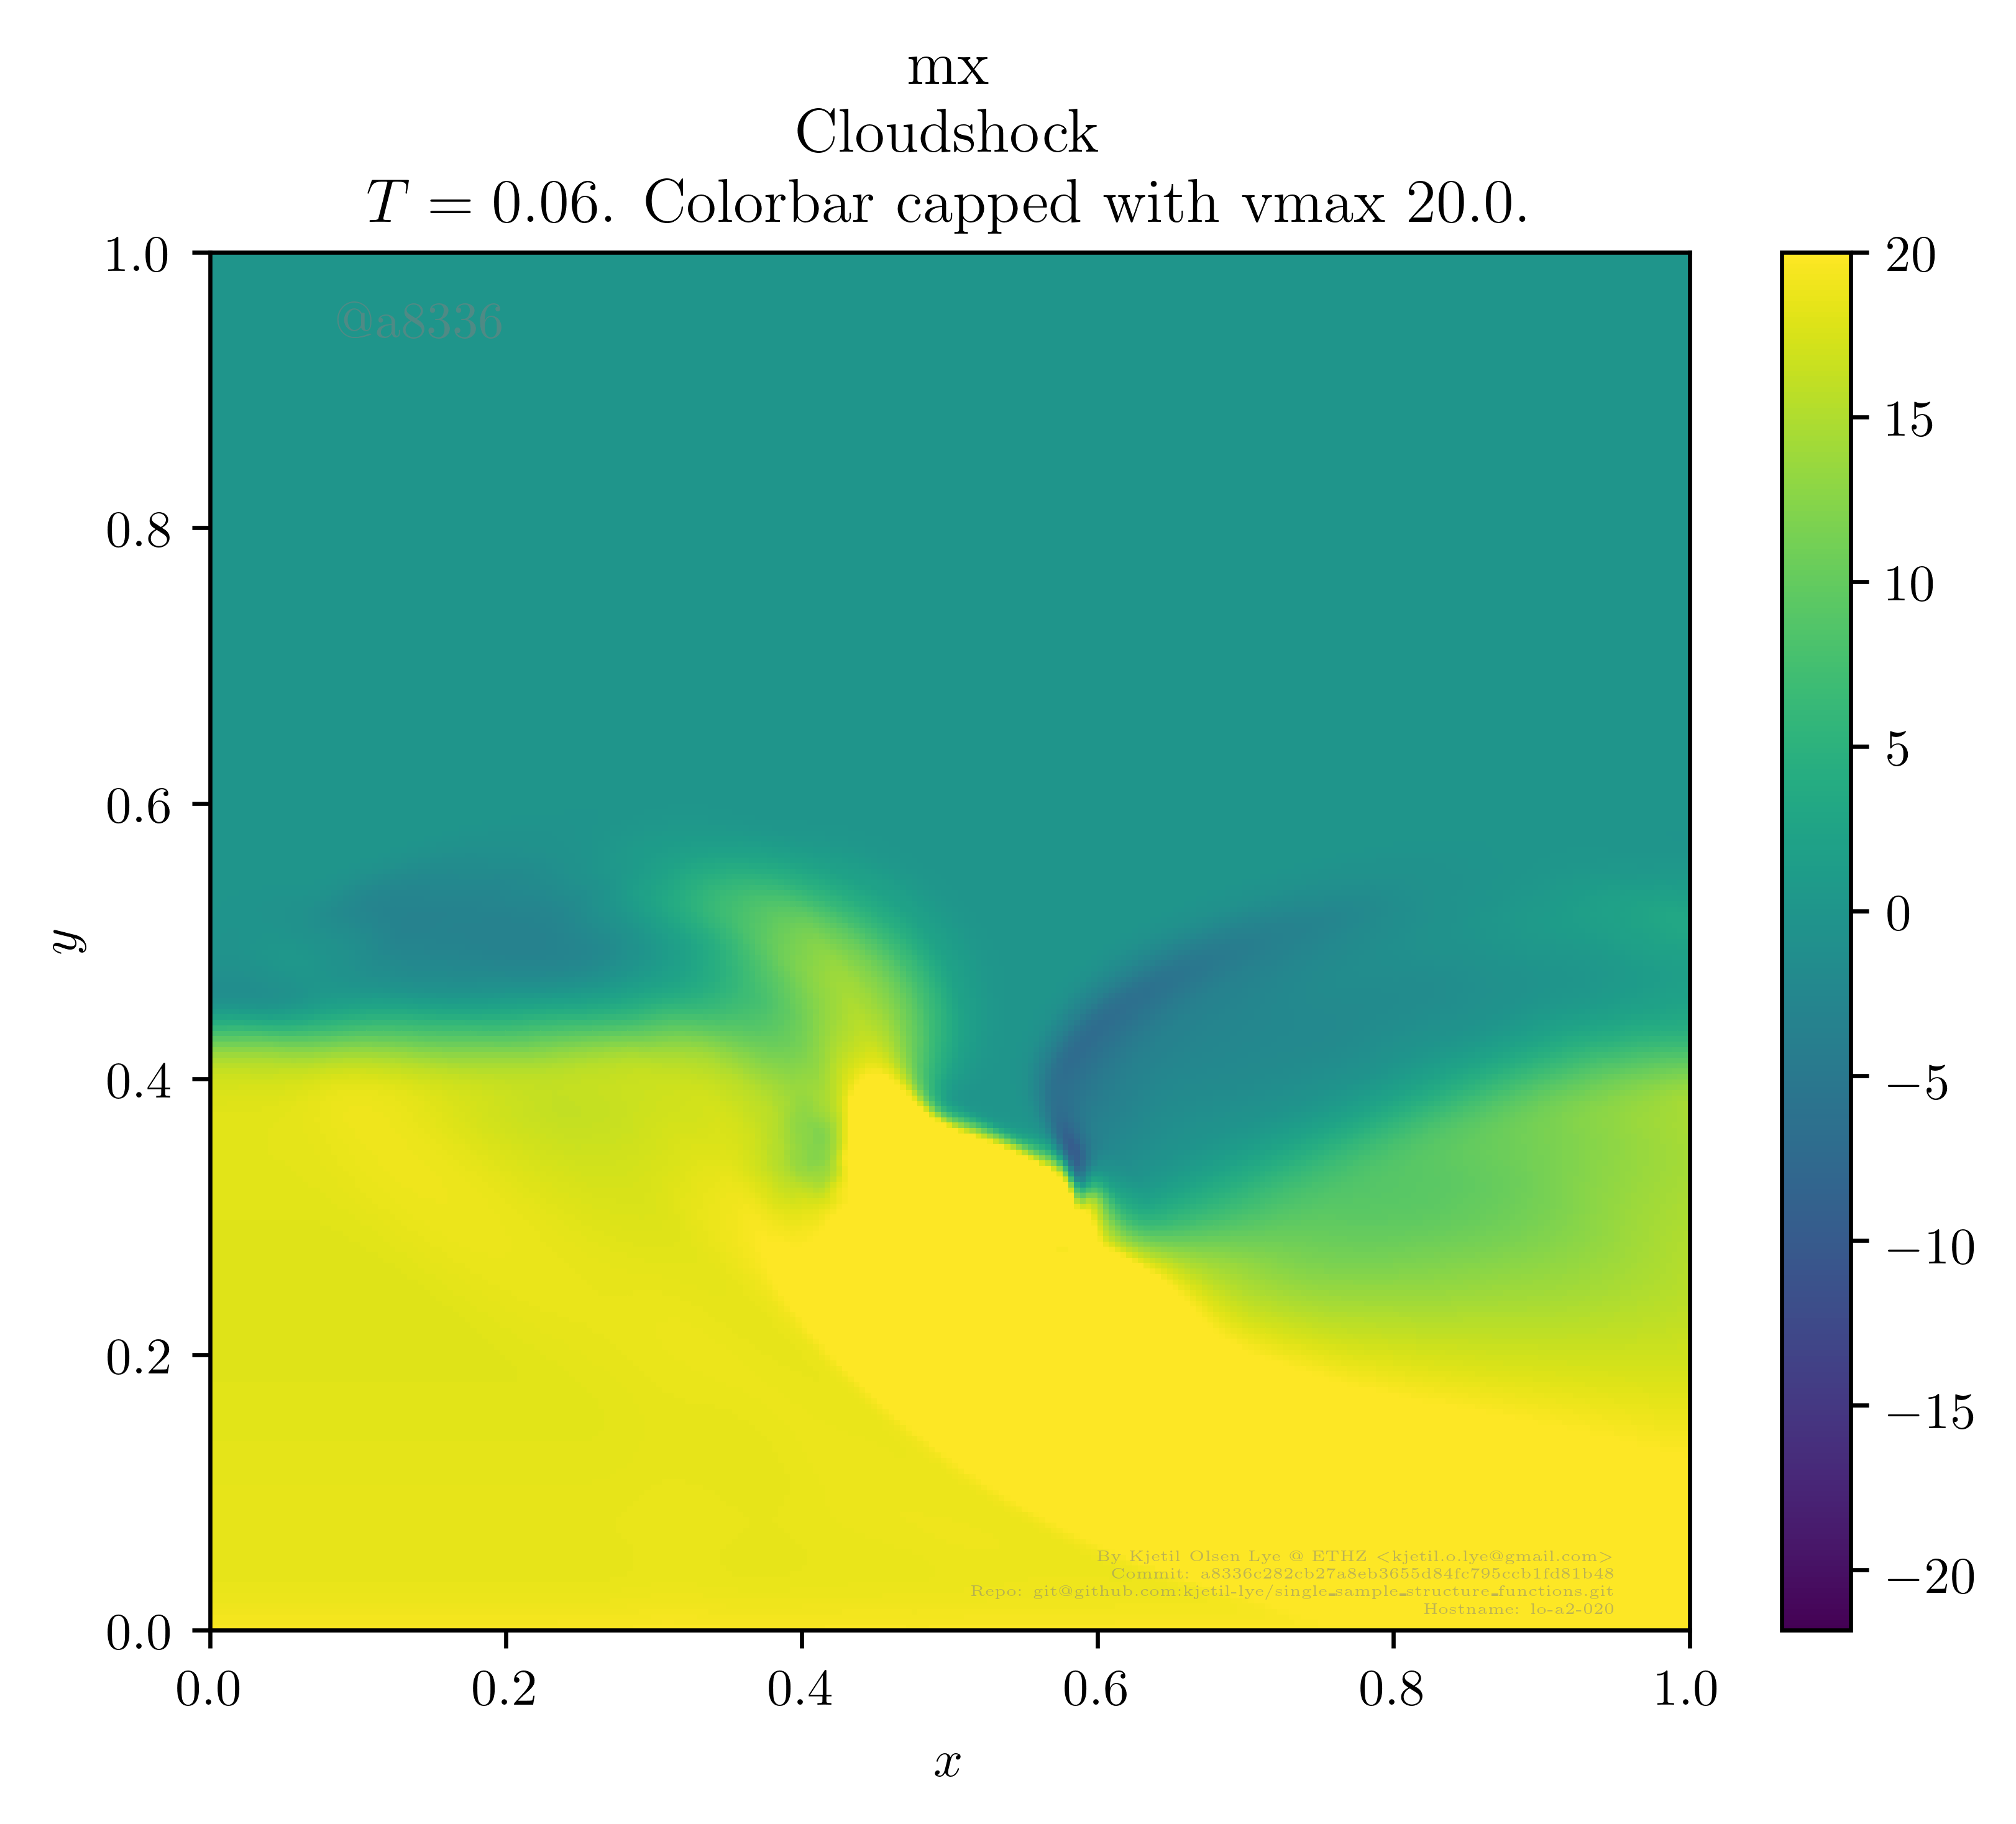 mx
Cloudshock
T = 0.06. Colorbar capped with vmax 20.0.
@a8336
1.0
0.8
0.6
0.4
0.2
0.0
y
0.0 0.2 0.4 0.6 0.8 1.0
x
20
15
10
5
0
−5
−10
−15
−20
By Kjetil Olsen Lye @ ETHZ <kjetil.o.lye@gmail.com>
Commit: a8336c282cb27a8eb3655d84fc795ccb1fd81b48
Repo: git@github.com:kjetil-lye/single_sample_structure_functions.git
Hostname: lo-a2-020